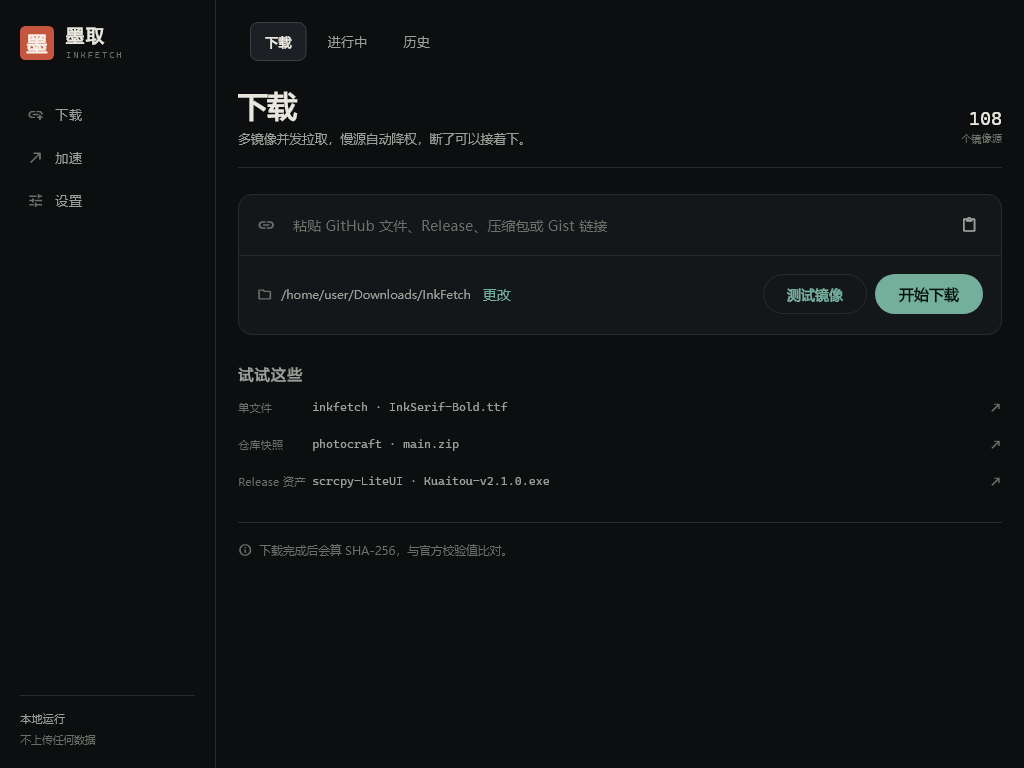 墨 墨取
INKFETCH
下载
加速
设置
本地运行
不上传任何数据
下载 进行中 历史
下载
多镜像并发拉取，慢源自动降权，断了可以接着下。
108
个镜像源
粘贴 GitHub 文件、Release、压缩包或 Gist 链接
/home/user/Downloads/InkFetch 更改 测试镜像 开始下载
试试这些
单文件 inkfetch · InkSerif-Bold.ttf
仓库快照 photocraft · main.zip
Release 资产 scrcpy-LiteUI · Kuaitou-v2.1.0.exe
下载完成后会算 SHA-256，与官方校验值比对。